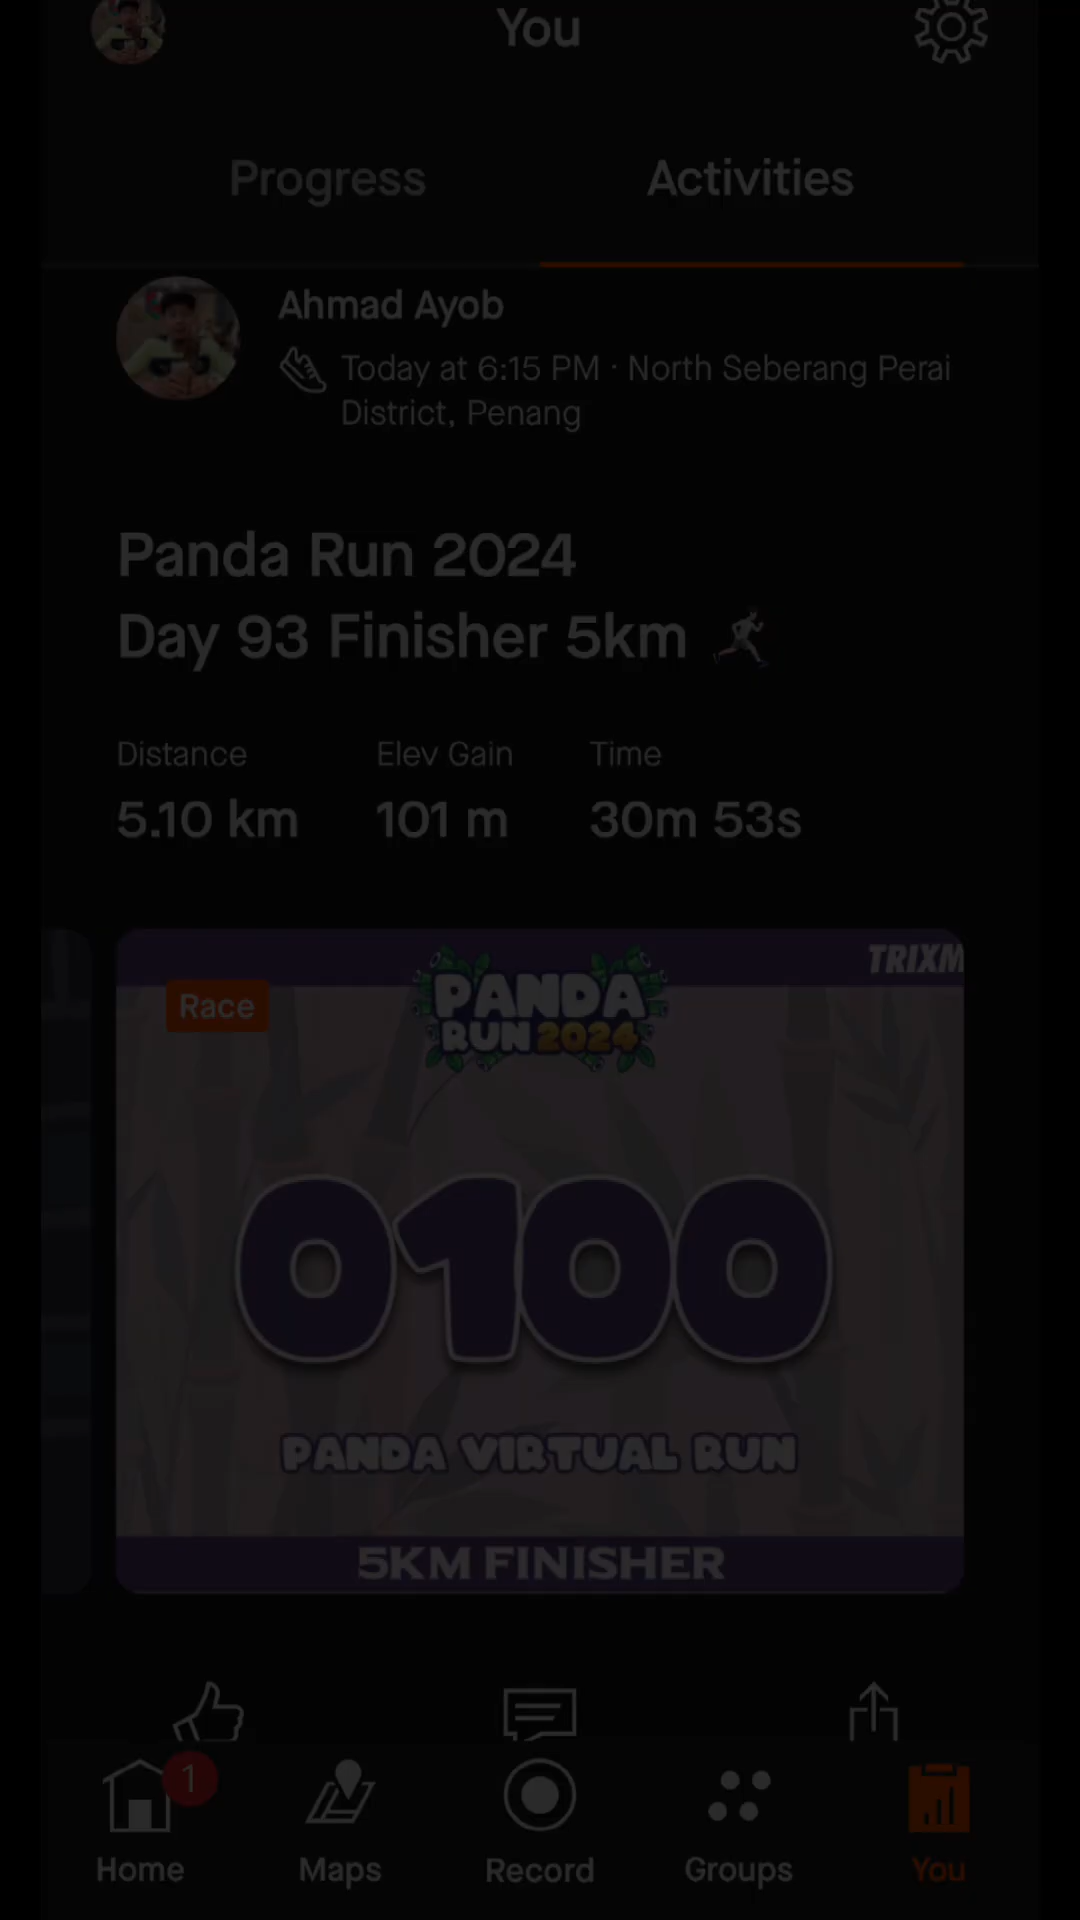 You
Progress
Activities
Ahmad Ayob
Today at 6:15 PM · North Seberang Perai
District, Penang
Panda Run 2024
Day 93 Finisher 5km
Distance
Elev Gain
Time
5.10 km
101 m
30m 53s
TRIXM
Race
PANDA
RUN 2024
0100
PANDA VIRTUAL RUN
5KM FINISHER
1
Home
Maps
Record
Groups
You